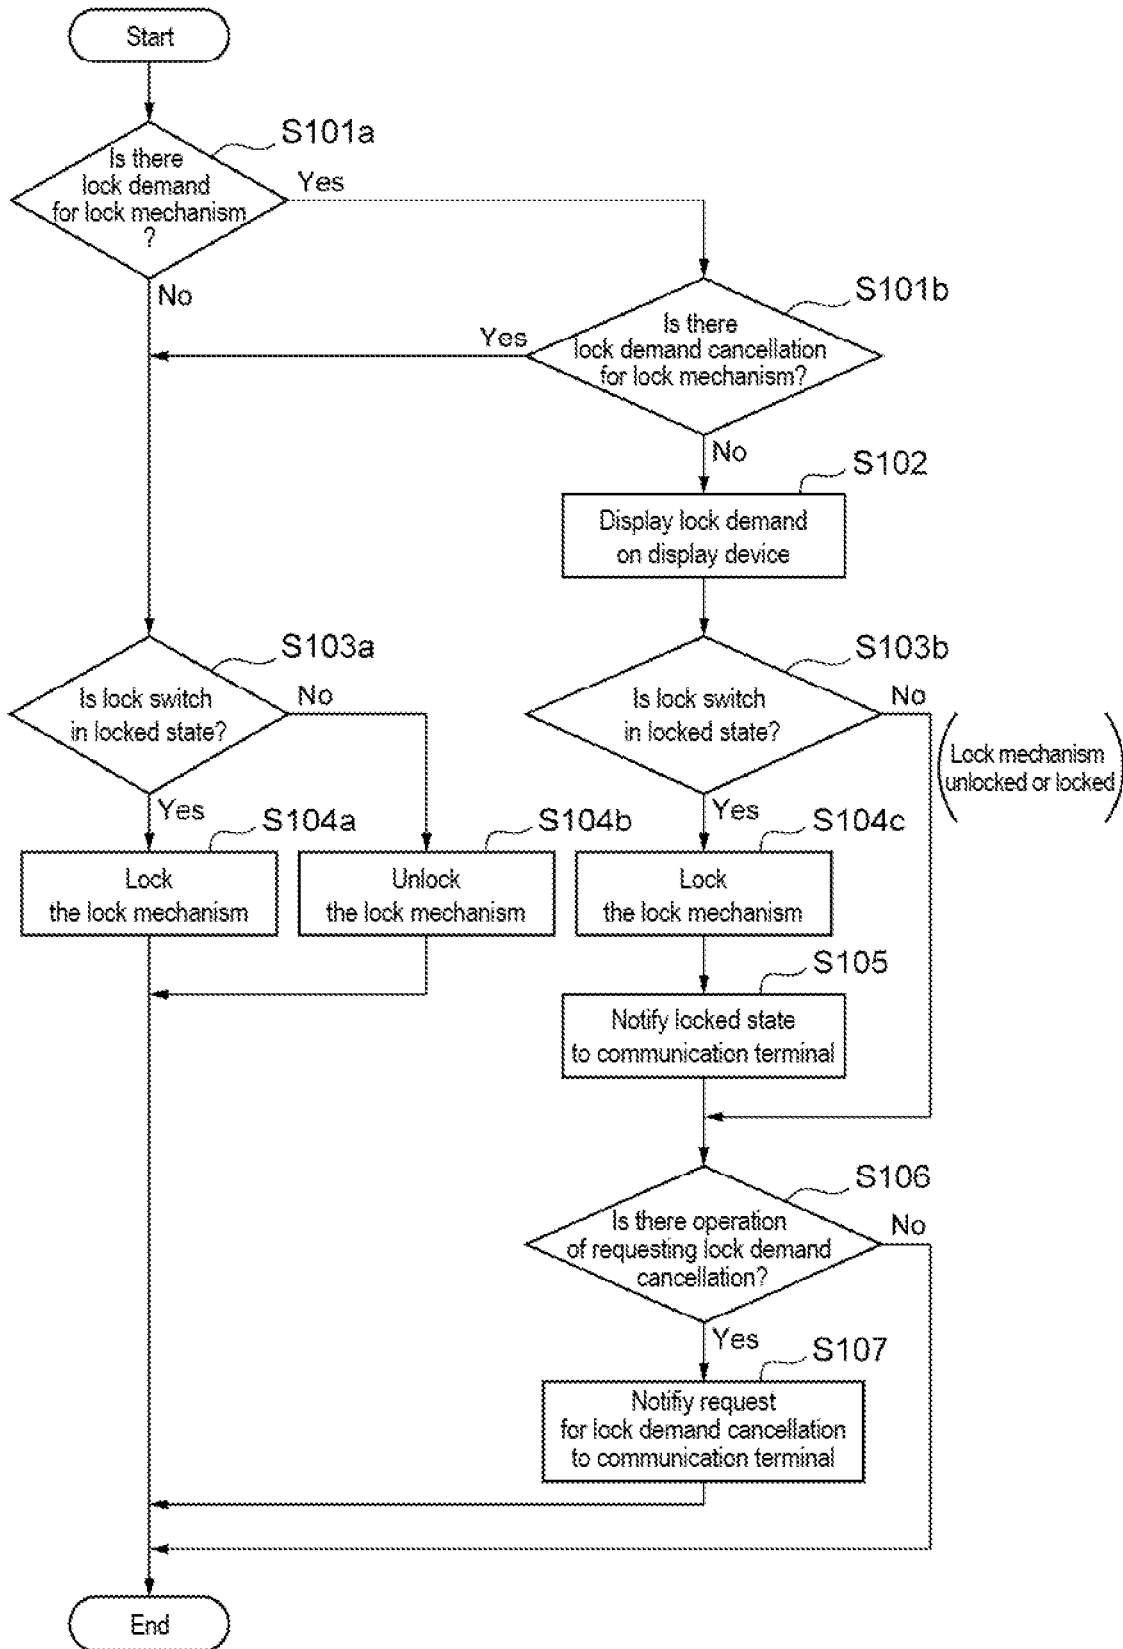 Start
S101a
Is there
lock demand
for lock mechanism
?
Yes
No
S101b
Is there
lock demand cancellation
for lock mechanism?
Yes
No
S102
Display lock demand
on display device
S103a
Is lock switch
in locked state?
No
Yes
S103b
Is lock switch
in locked state?
No
Yes
(Lock mechanism
unlocked or locked)
S104a
Lock
the lock mechanism
S104b
Unlock
the lock mechanism
S104c
Lock
the lock mechanism
S105
Notify locked state
to communication terminal
S106
Is there operation
of requesting lock demand
cancellation?
No
Yes
S107
Notifiy request
for lock demand cancellation
to communication terminal
End